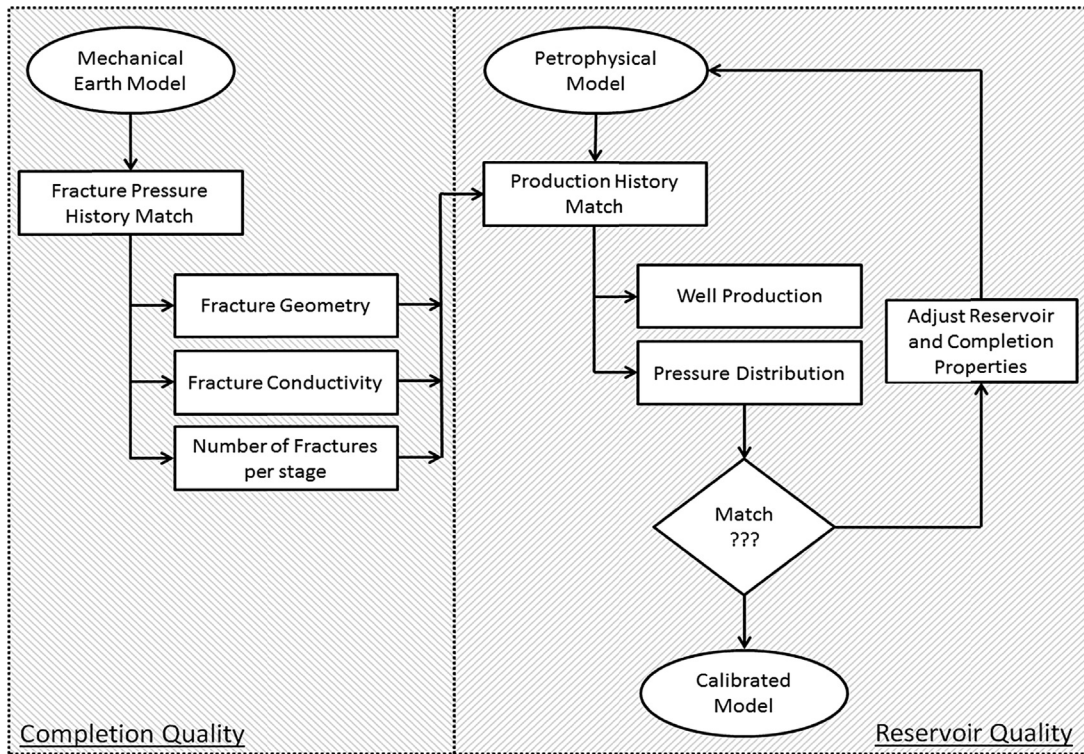 Mechanical
Earth Model
Fracture Pressure
History Match
Fracture Geometry
Fracture Conductivity
Number of Fractures
per stage
Completion Quality
Petrophysical
Model
Production History
Match
Well Production
Pressure Distribution
Adjust Reservoir
and Completion
Properties
Match
???
Calibrated
Model
Reservoir Quality